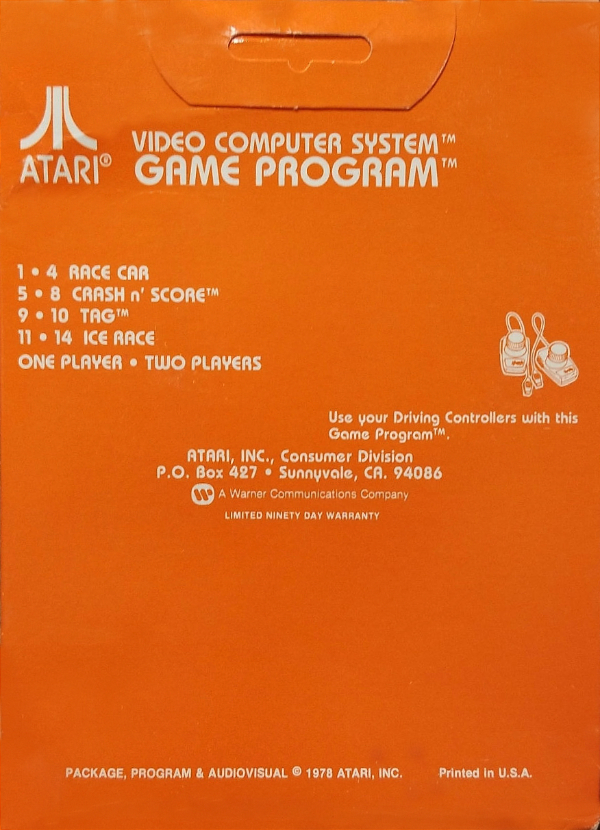 VIDEO COMPUTER SYSTEM™
ATARI® GAME PROGRAM™
1 • 4 RACE CAR
5 • 8 CRASH n' SCORE™
9 • 10 TAG™
11 • 14 ICE RACE
ONE PLAYER • TWO PLAYERS
Use your Driving Controllers with this
Game Program™.
ATARI, INC., Consumer Division
P.O. Box 427 • Sunnyvale, CA. 94086
A Warner Communications Company
LIMITED NINETY DAY WARRANTY
PACKAGE, PROGRAM & AUDIOVISUAL © 1978 ATARI, INC. Printed in U.S.A.